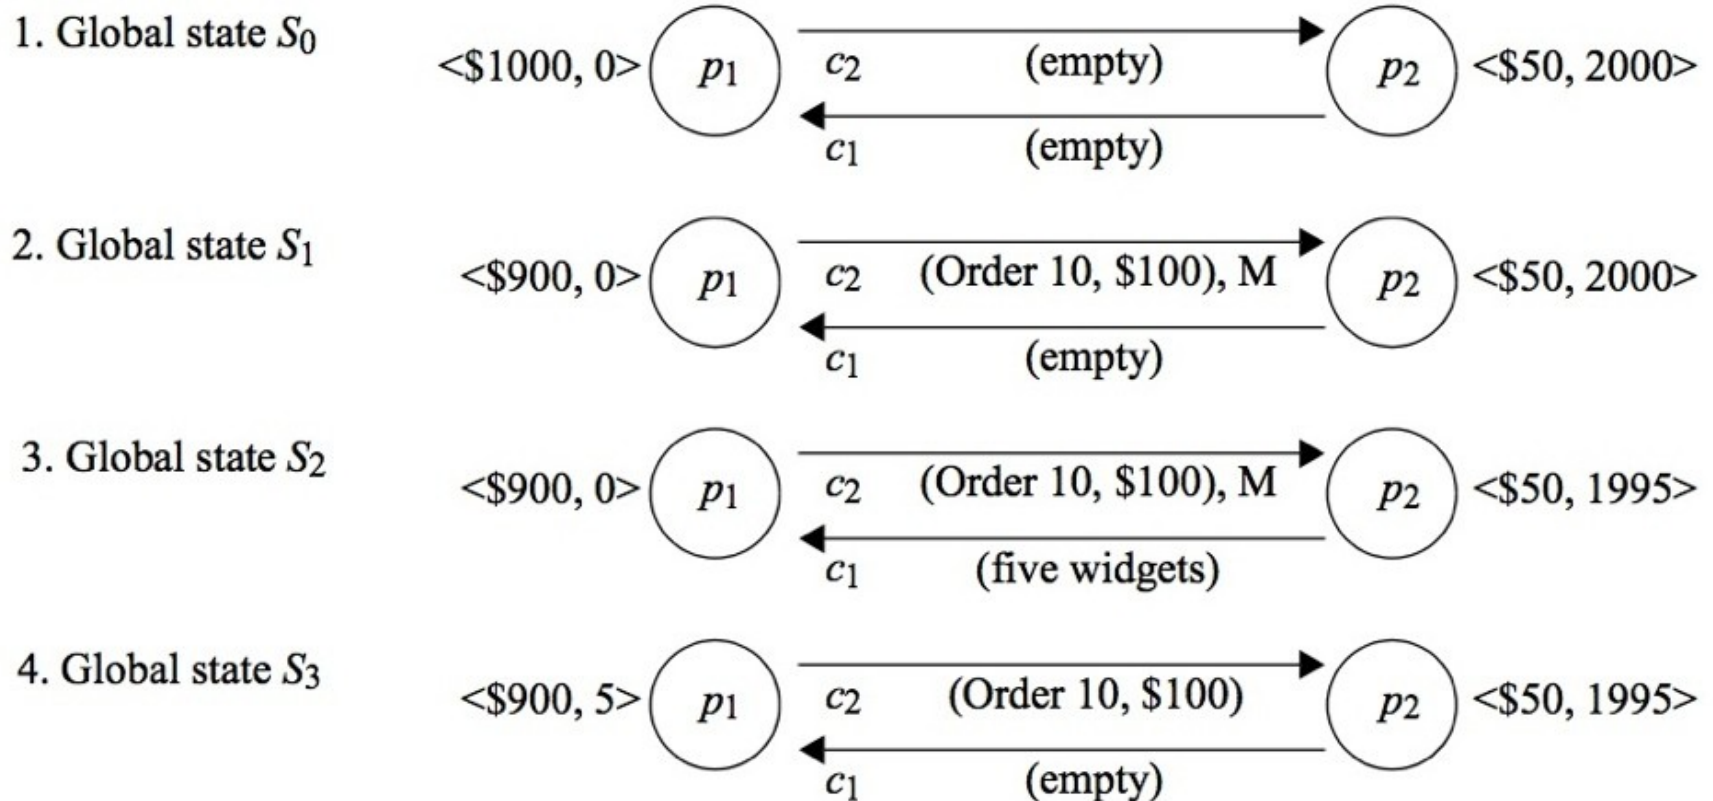 1. Global state S0
<$1000, 0> p1 c2 (empty) p2 <$50, 2000>
c1 (empty)
2. Global state S1
<$900, 0> p1 c2 (Order 10, $100), M p2 <$50, 2000>
c1 (empty)
3. Global state S2
<$900, 0> p1 c2 (Order 10, $100), M p2 <$50, 1995>
c1 (five widgets)
4. Global state S3
<$900, 5> p1 c2 (Order 10, $100) p2 <$50, 1995>
c1 (empty)